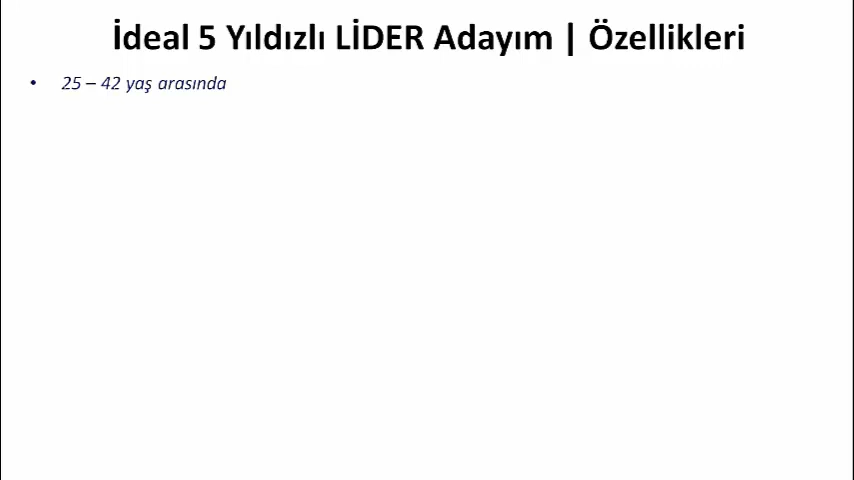 İdeal 5 Yıldızlı LİDER Adayım | Özellikleri
• 25 – 42 yaş arasında